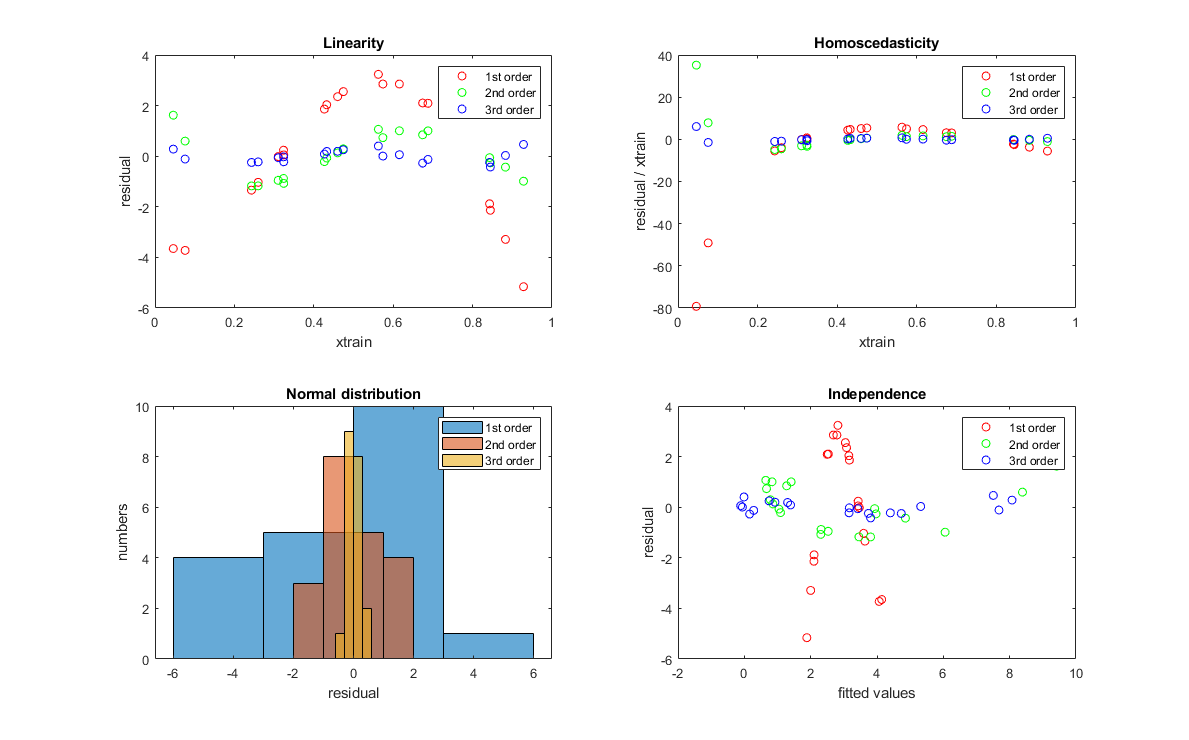 Linearity
4
2
0
-2
-4
-6
residual
0
0.2
0.4
0.6
0.8
1
xtrain
1st order
2nd order
3rd order
Homoscedasticity
40
20
0
-20
-40
-60
-80
residual / xtrain
0
0.2
0.4
0.6
0.8
1
xtrain
1st order
2nd order
3rd order
Normal distribution
10
8
6
4
2
0
numbers
-6
-4
-2
0
2
4
6
residual
1st order
2nd order
3rd order
Independence
4
2
0
-2
-4
-6
residual
-2
0
2
4
6
8
10
fitted values
1st order
2nd order
3rd order